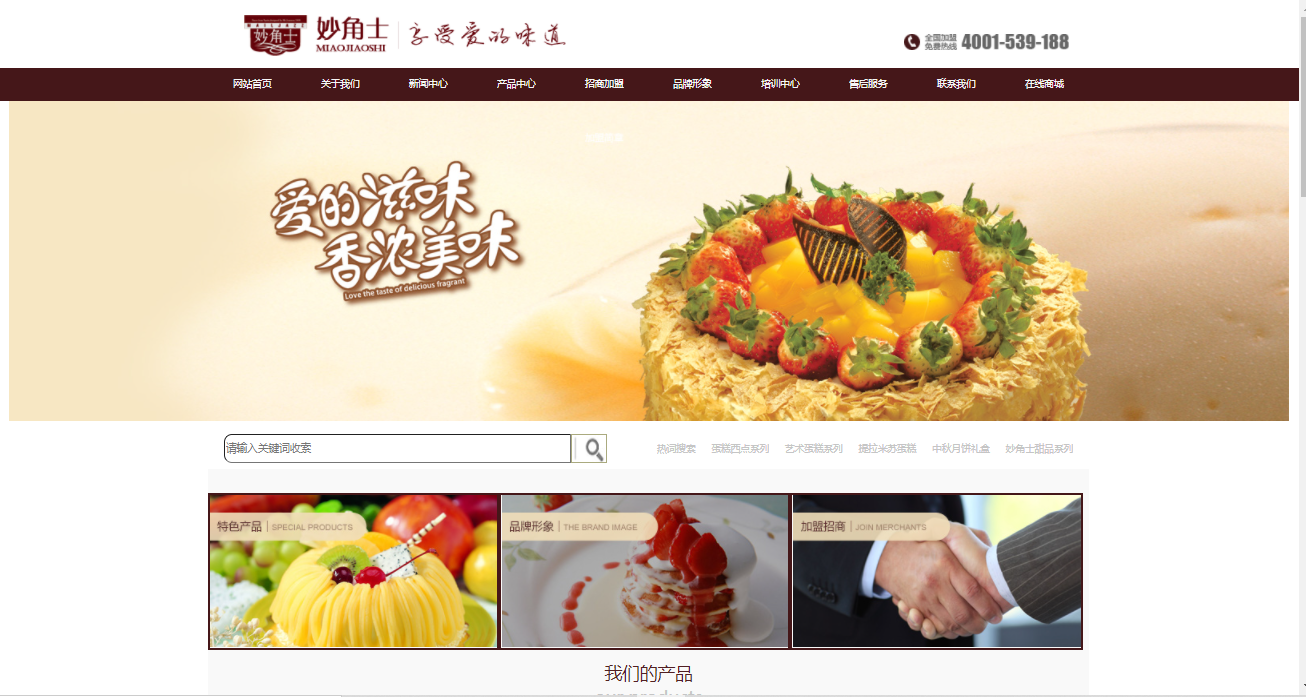 妙角士
妙角士
MIAOJIAOSHI
享受爱的味道
全国加盟
免费热线
4001-539-188
网站首页 关于我们 新闻中心 产品中心 招商加盟 品牌形象 培训中心 售后服务 联系我们 在线商城
爱的滋味
香浓美味
Love the taste of delicious fragrant
请输入关键词收索
热词搜索 蛋糕西点系列 艺术蛋糕系列 提拉米苏蛋糕 中秋月饼礼盒 妙角士甜品系列
特色产品 | SPECIAL PRODUCTS
品牌形象 | THE BRAND IMAGE
加盟招商 | JOIN MERCHANTS
我们的产品